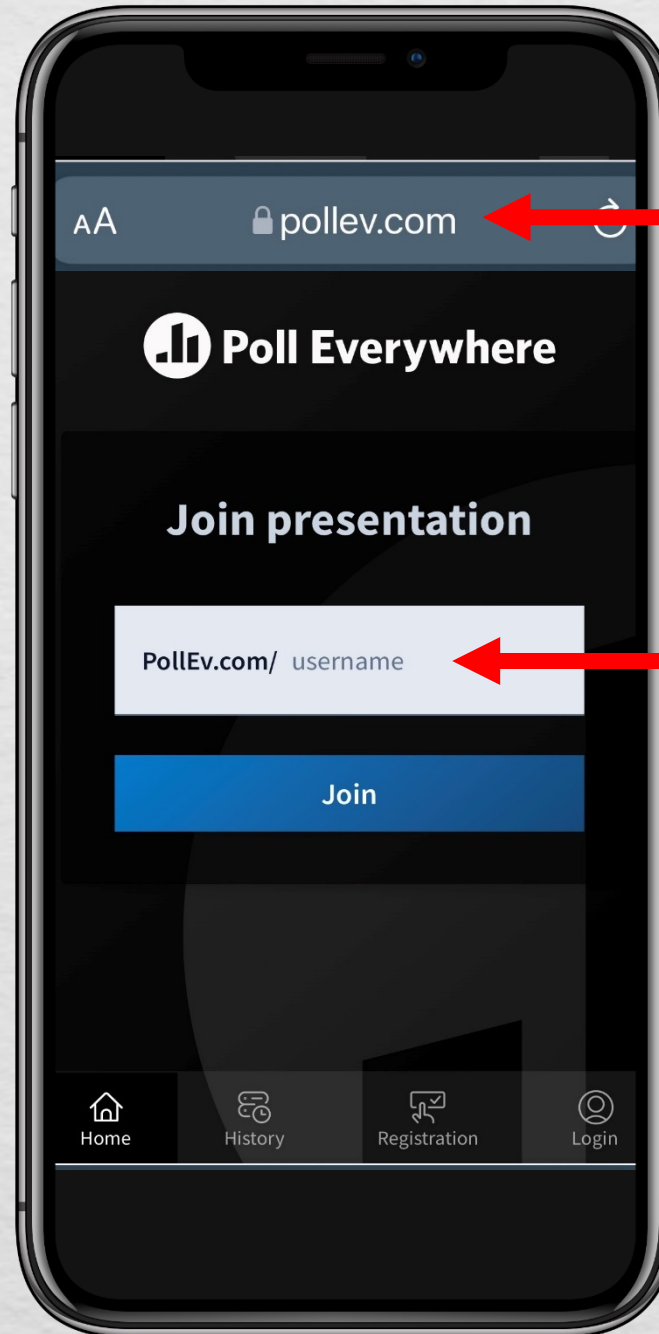 AA pollev.com
Poll Everywhere
Join presentation
PollEv.com/ username
Join
Home History Registration Login